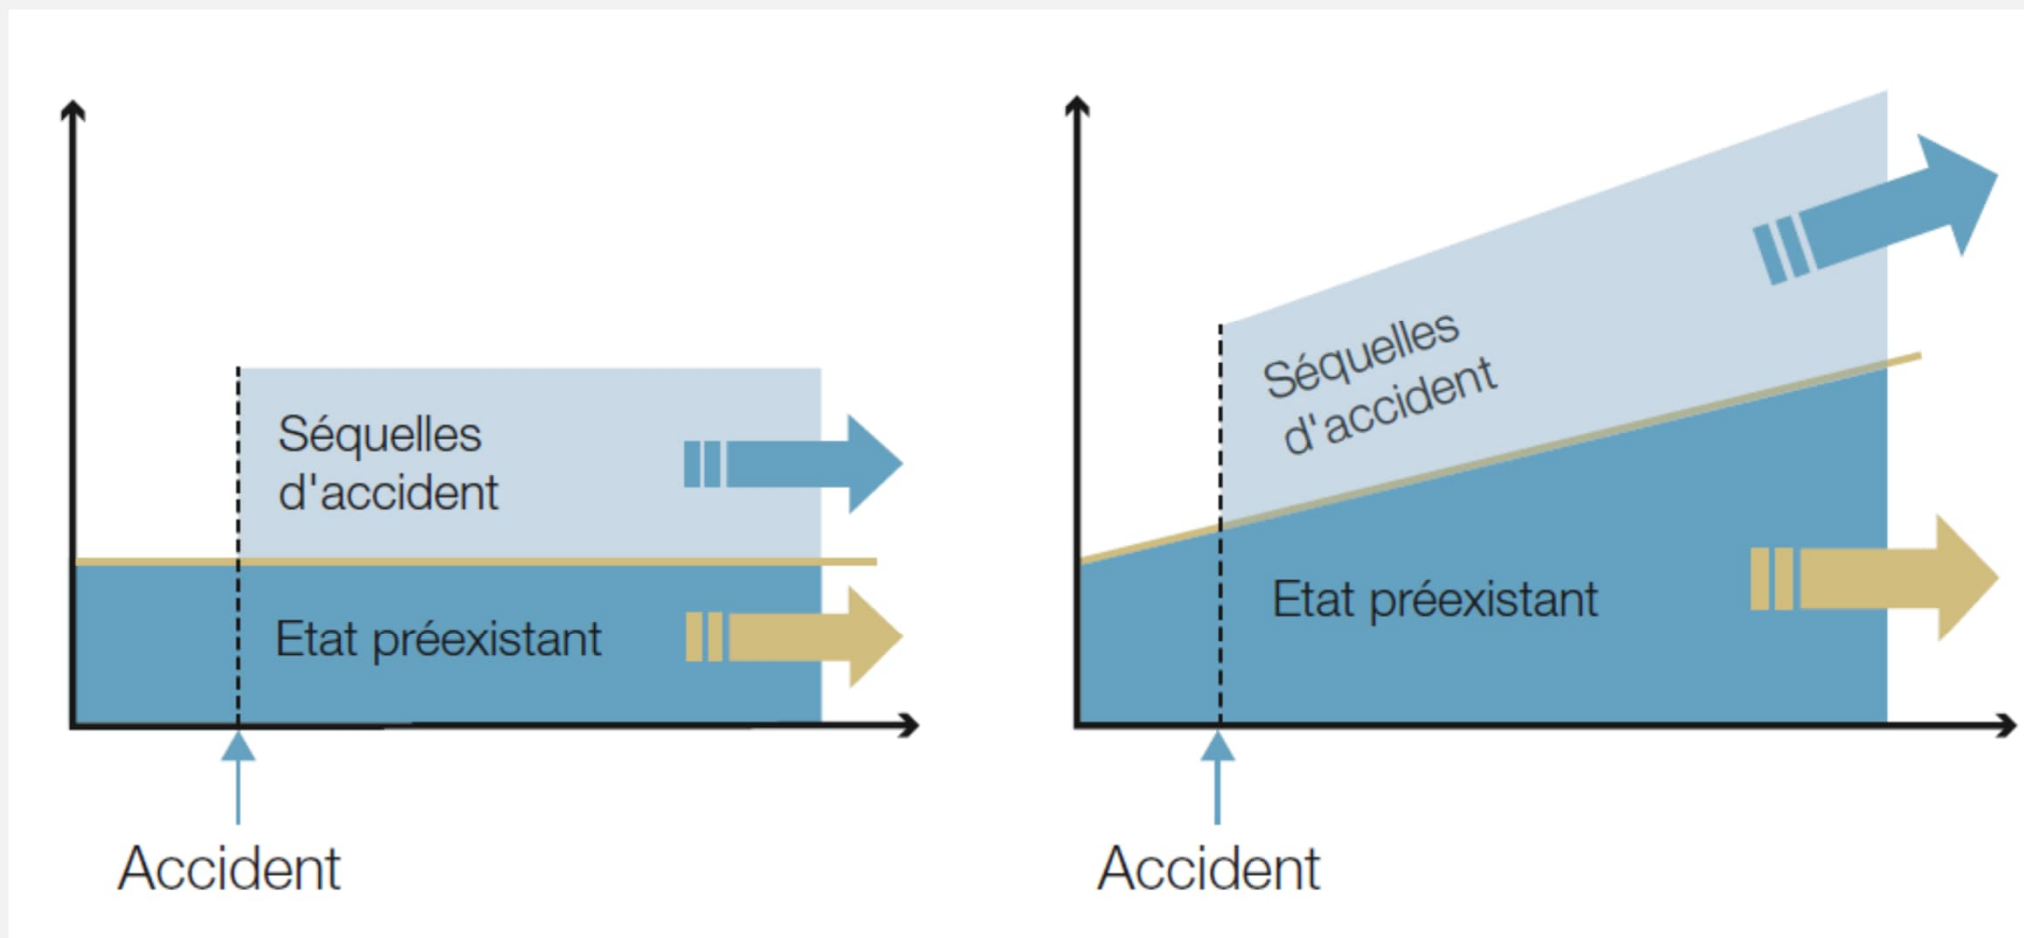 Séquelles
d'accident
Etat préexistant
Accident
Séquelles
d'accident
Etat préexistant
Accident